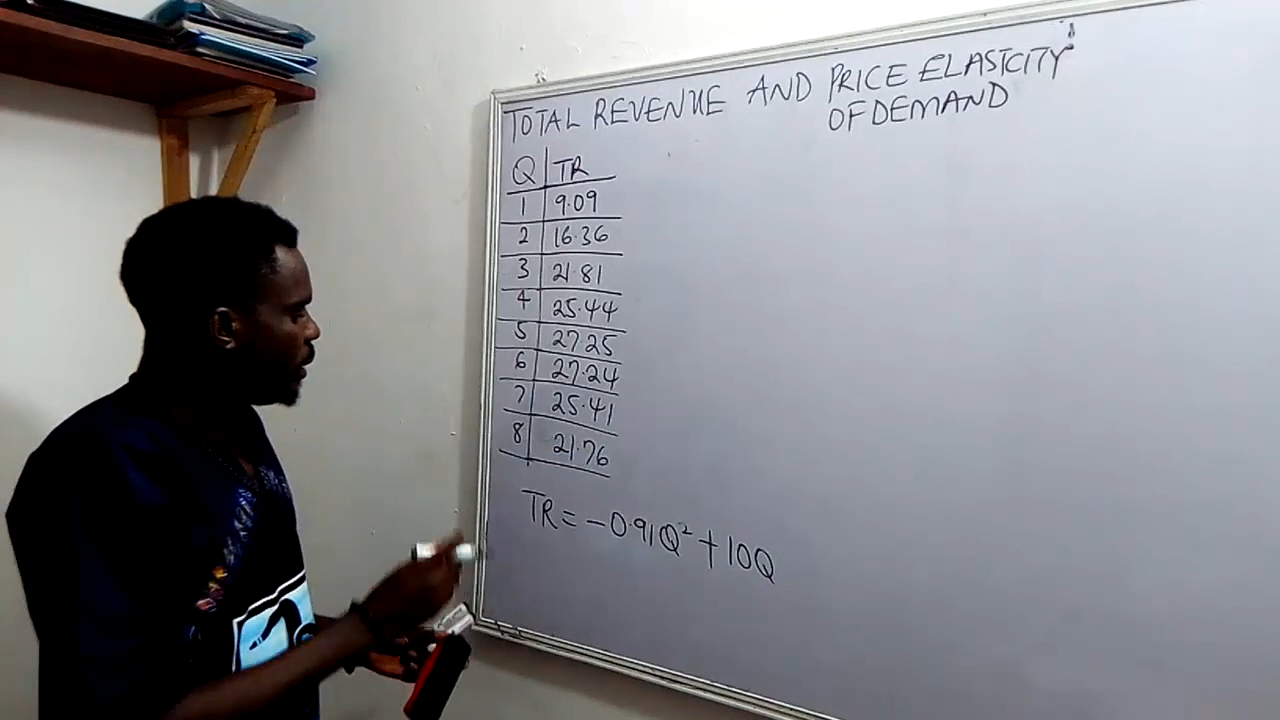 TOTAL REVENUE AND PRICE ELASTCITY
OF DEMAND
Q TR
1 9.09
2 16.36
3 21.81
4 25.44
5 27.25
6 27.24
7 25.41
8 21.76
TR = -0.91Q² + 10Q